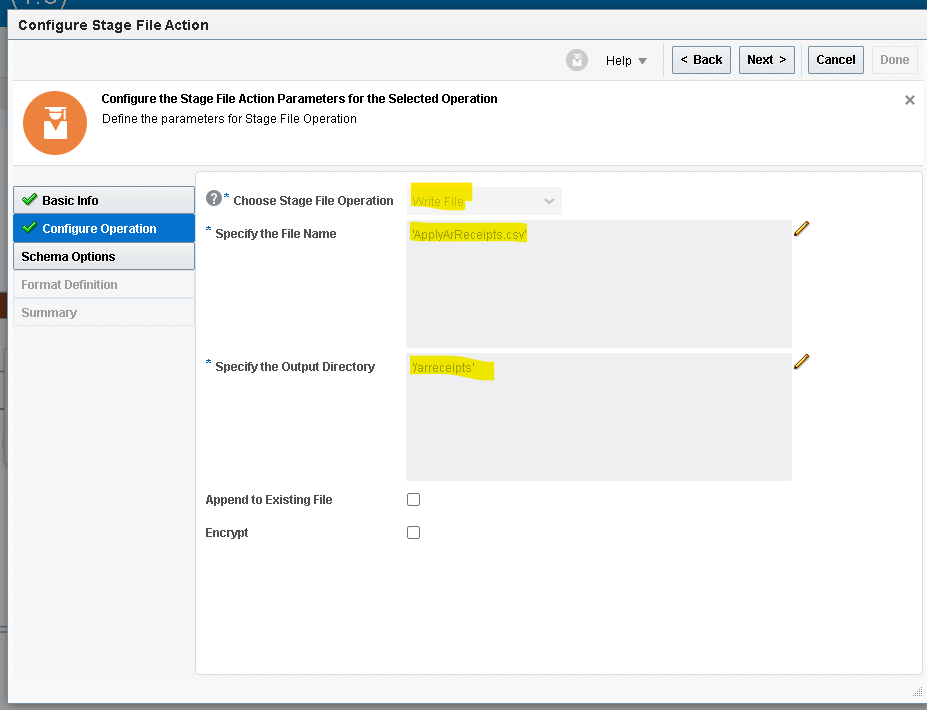 Configure Stage File Action
Help
< Back
Next >
Cancel
Done
Configure the Stage File Action Parameters for the Selected Operation
Define the parameters for Stage File Operation
Basic Info
Configure Operation
Schema Options
Format Definition
Summary
* Choose Stage File Operation
Write File
* Specify the File Name
'ApplyArReceipts.csv'
* Specify the Output Directory
'/arreceipts'
Append to Existing File
Encrypt